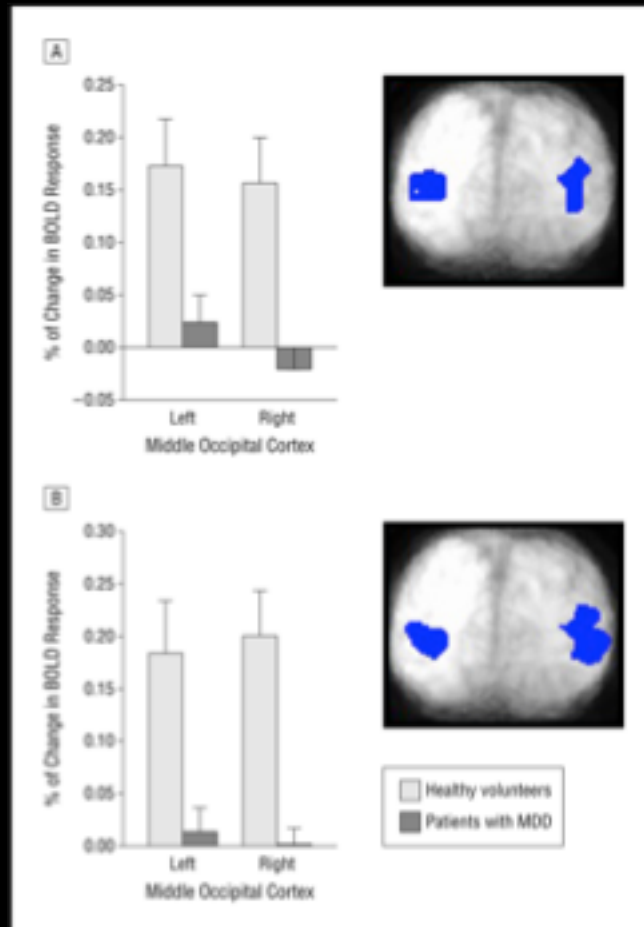 A
% of Change in BOLD Response
0.25
0.20
0.15
0.10
0.05
0.00
−0.05
Left Right
Middle Occipital Cortex
B
% of Change in BOLD Response
0.30
0.25
0.20
0.15
0.10
0.05
0.00
Left Right
Middle Occipital Cortex
Healthy volunteers
Patients with MDD